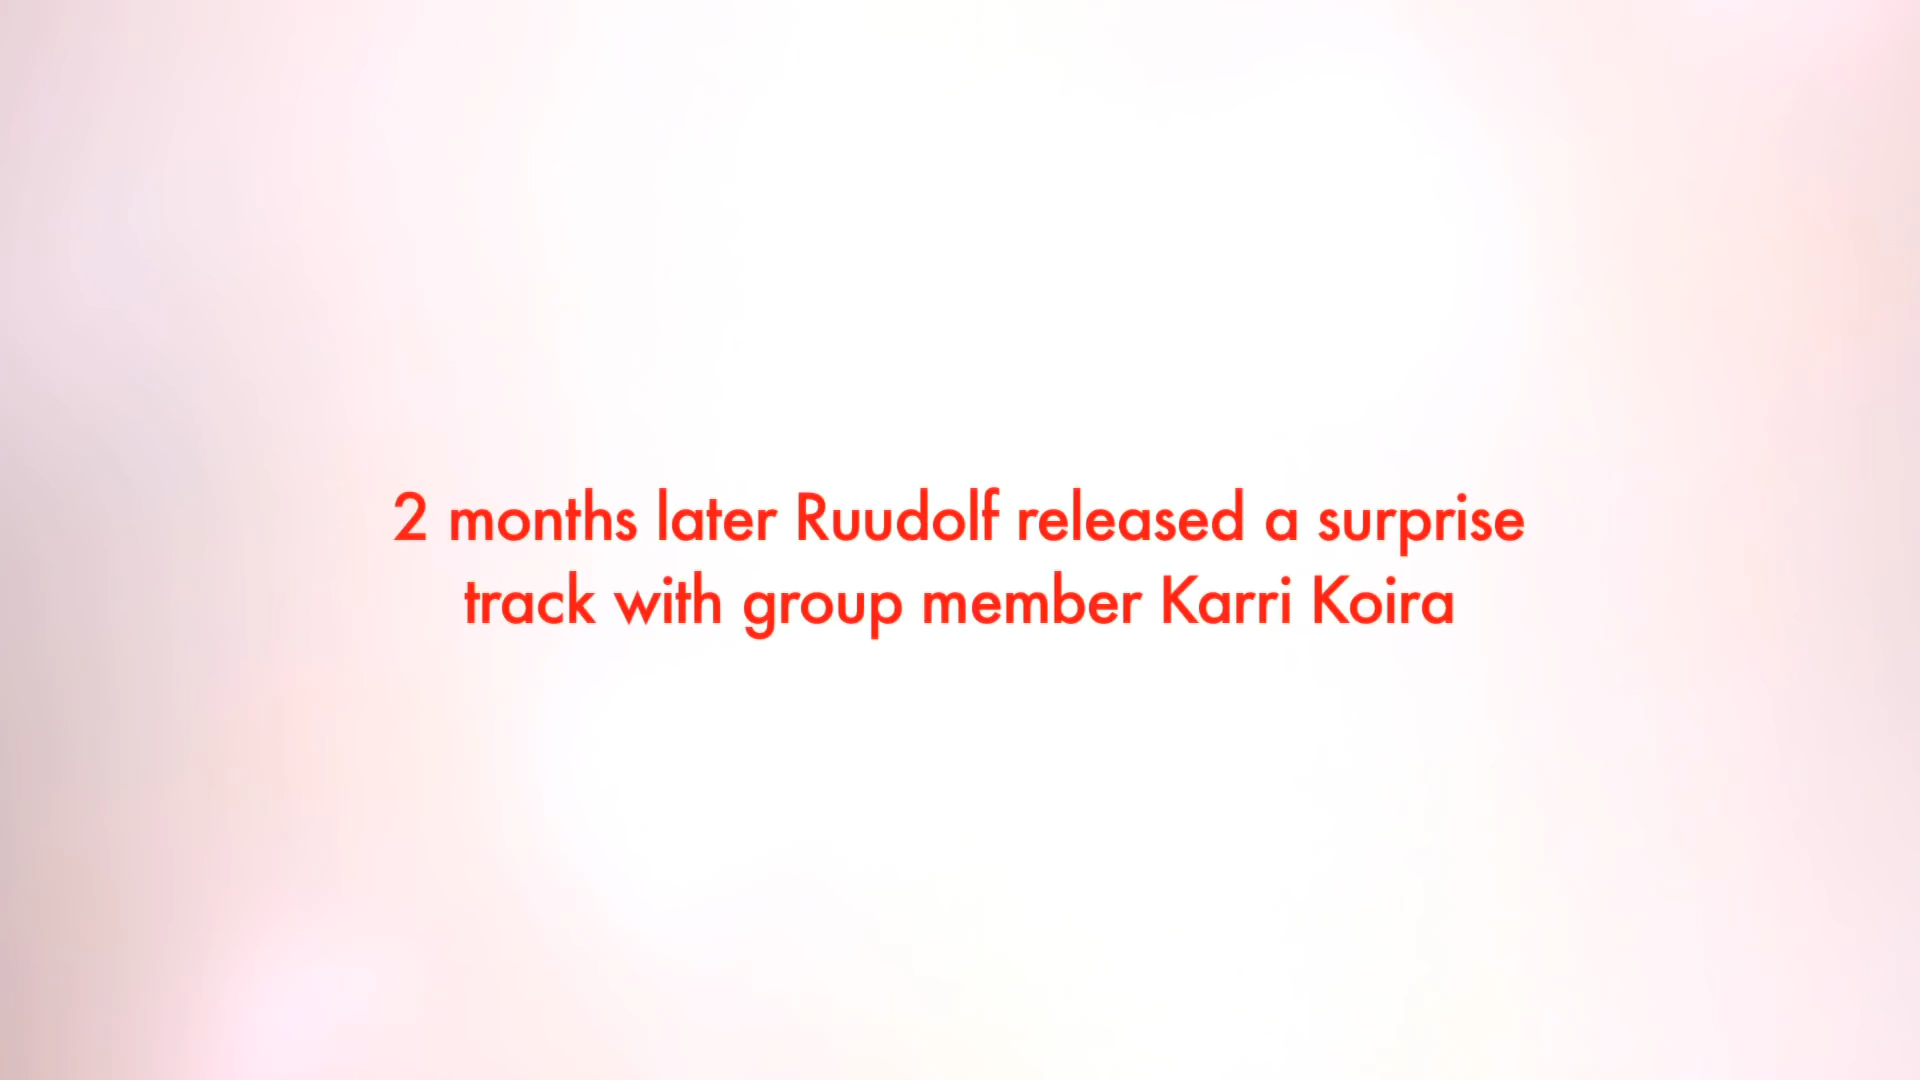 2 months later Ruudolf released a surprise
track with group member Karri Koira